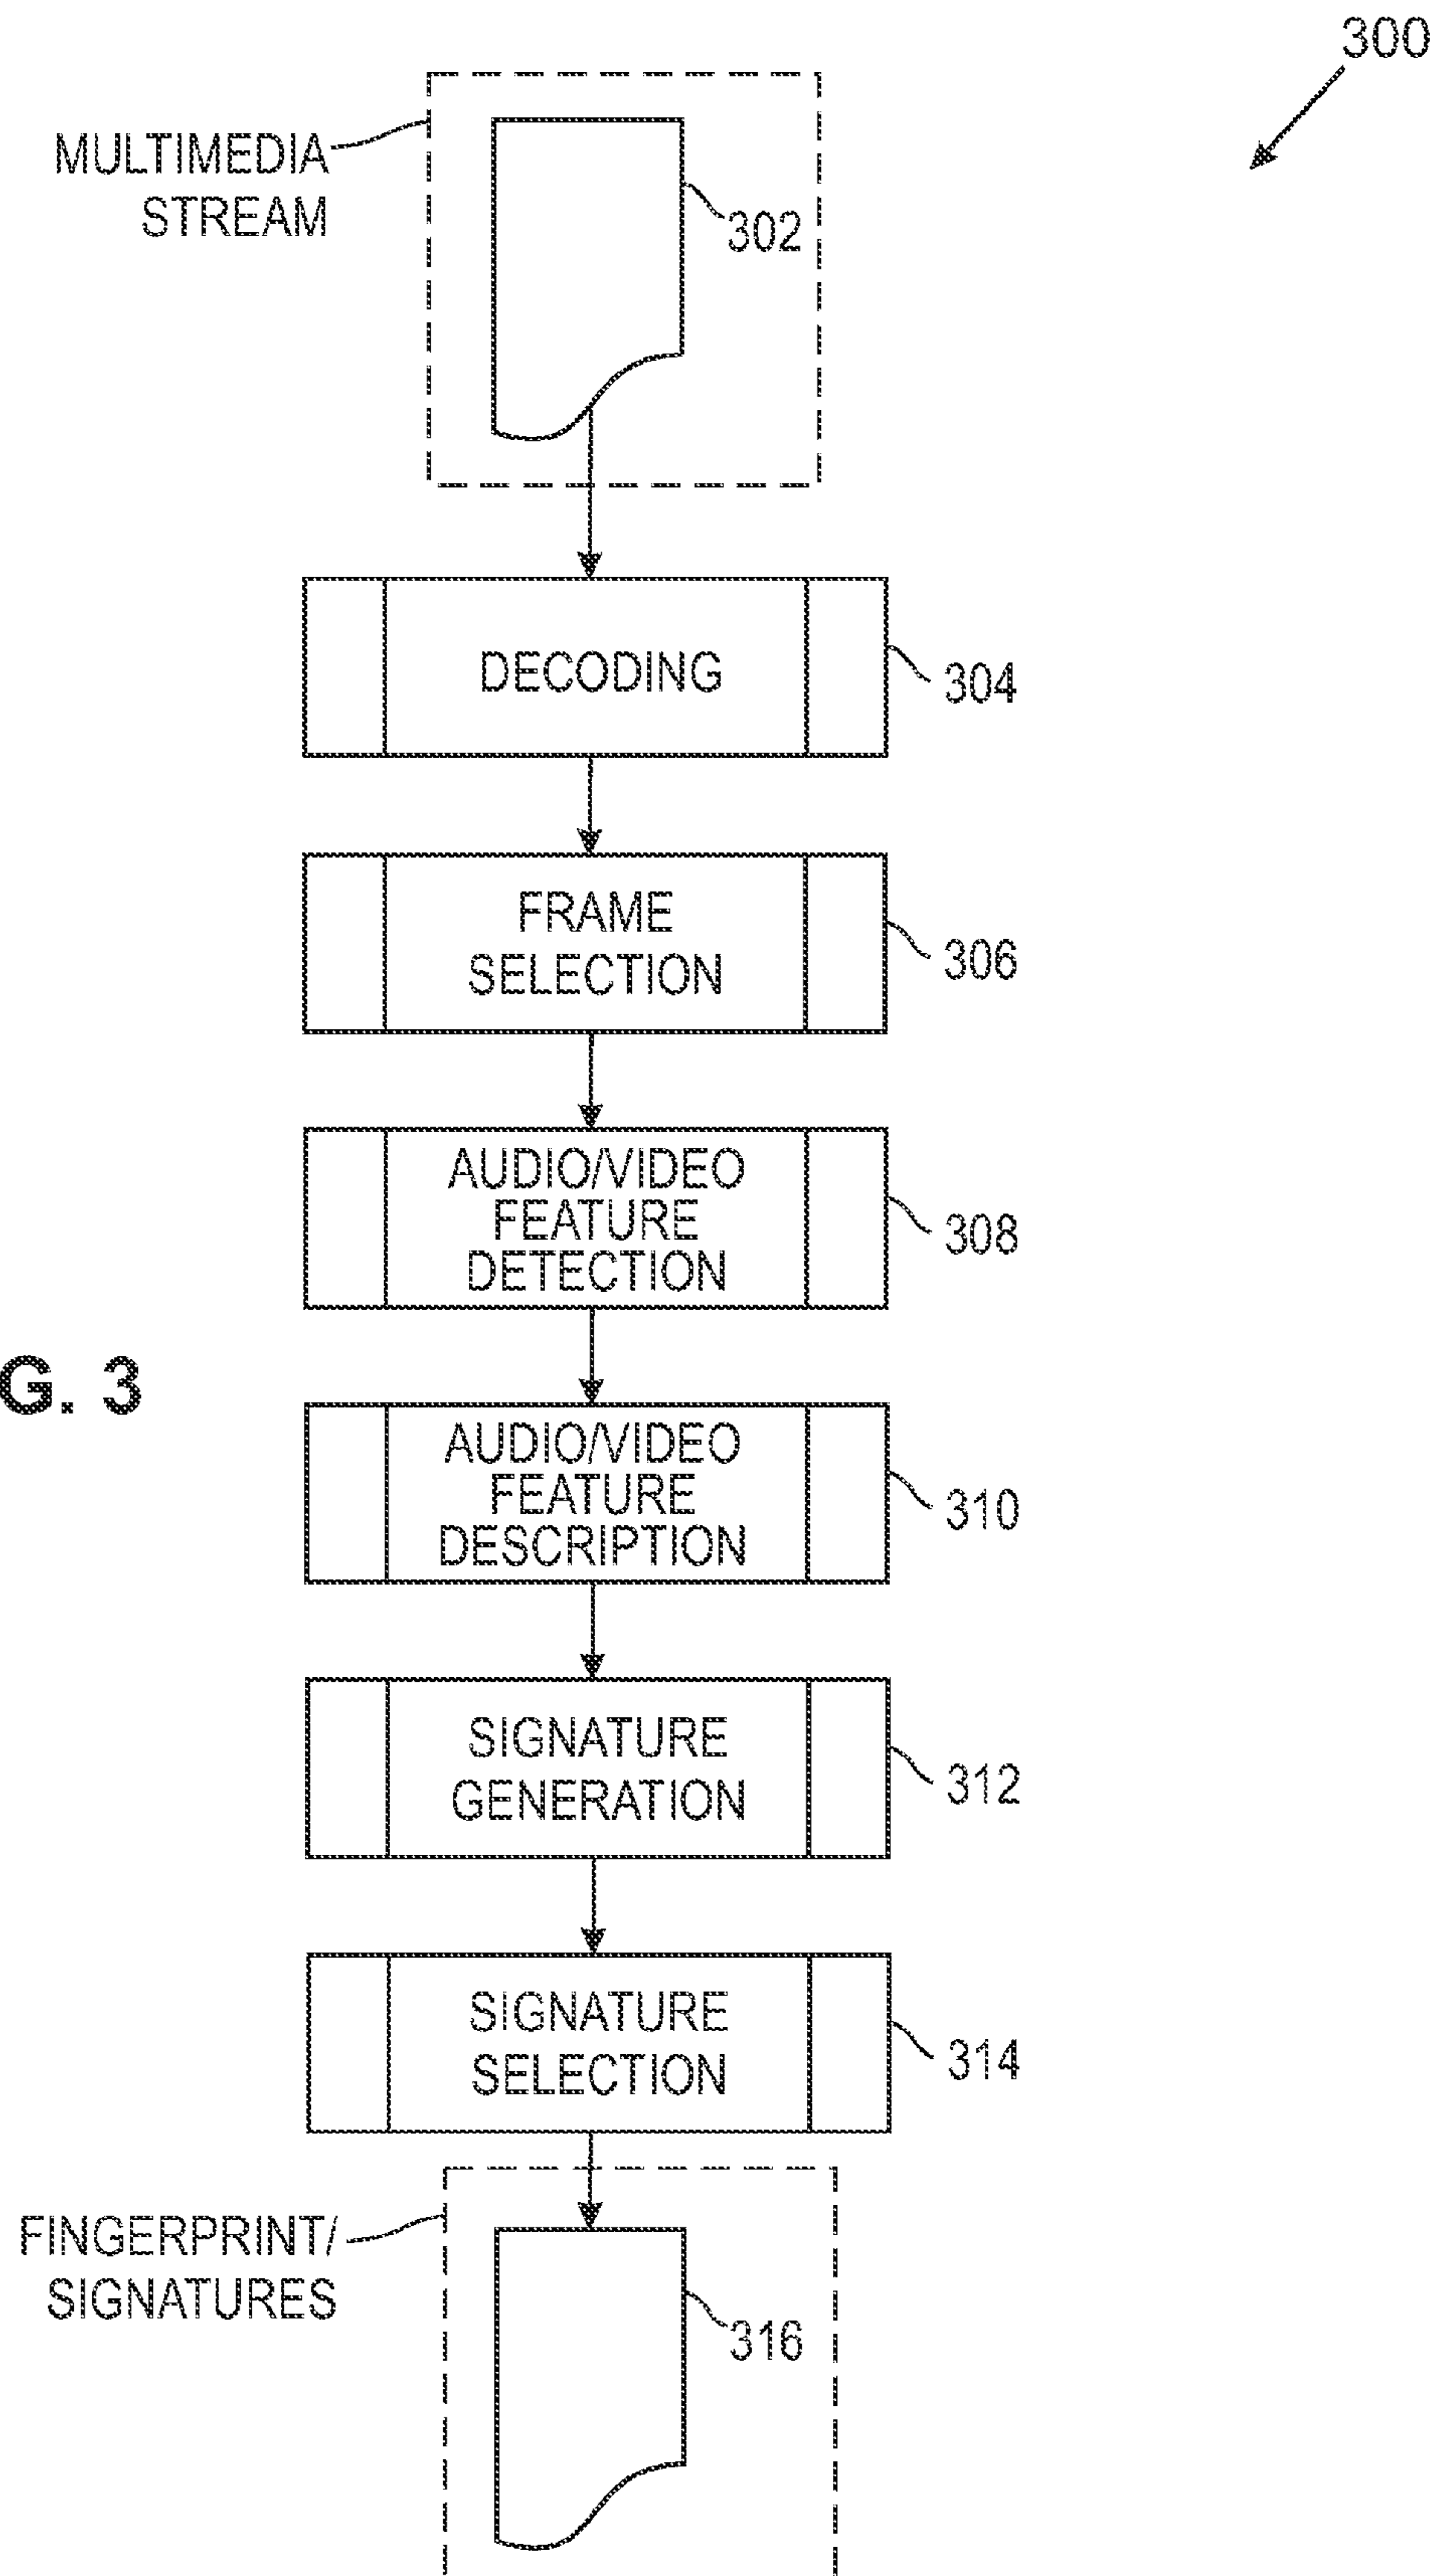 300
MULTIMEDIA
STREAM
302
DECODING
304
FRAME
SELECTION
306
AUDIO/VIDEO
FEATURE
DETECTION
308
G. 3
AUDIO/VIDEO
FEATURE
DESCRIPTION
310
SIGNATURE
GENERATION
312
SIGNATURE
SELECTION
314
FINGERPRINT/
SIGNATURES
316